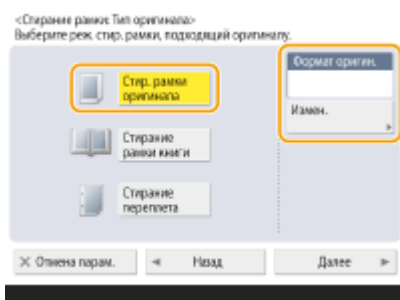 <Стирание рамки: Тип оригинала>
Выберите реж. стир. рамки, подходящий оригиналу.
Стир. рамки
оригинала
Формат оригин.
Измен.
Стирание
рамки книги
Стирание
переплета
Отмена парам.
Назад
Далее